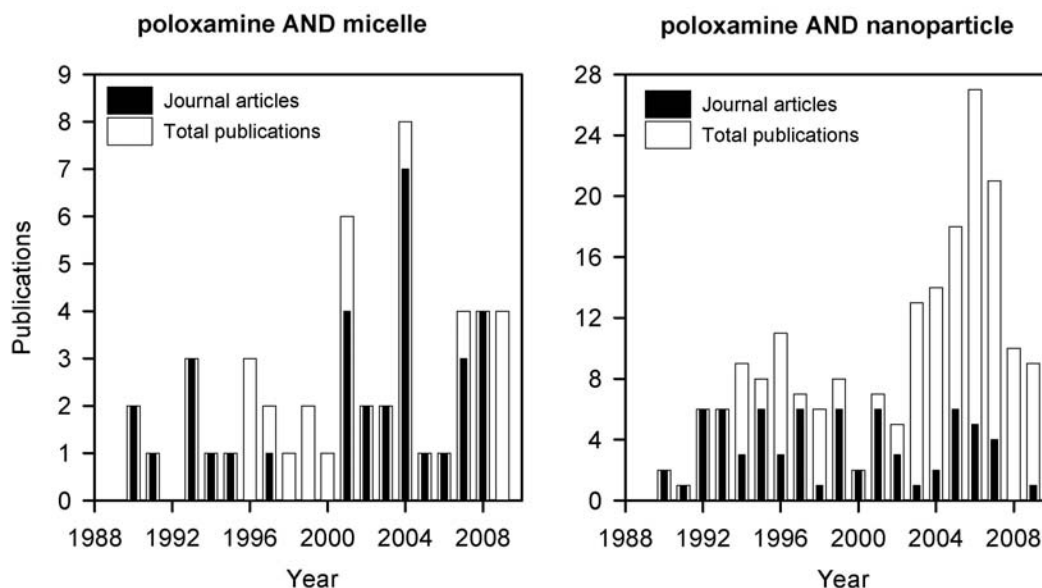 poloxamine AND micelle
9
8
7
6
5
4
3
2
1
0
Publications
Journal articles
Total publications
1988 1992 1996 2000 2004 2008
Year
poloxamine AND nanoparticle
28
24
20
16
12
8
4
0
Journal articles
Total publications
1988 1992 1996 2000 2004 2008
Year